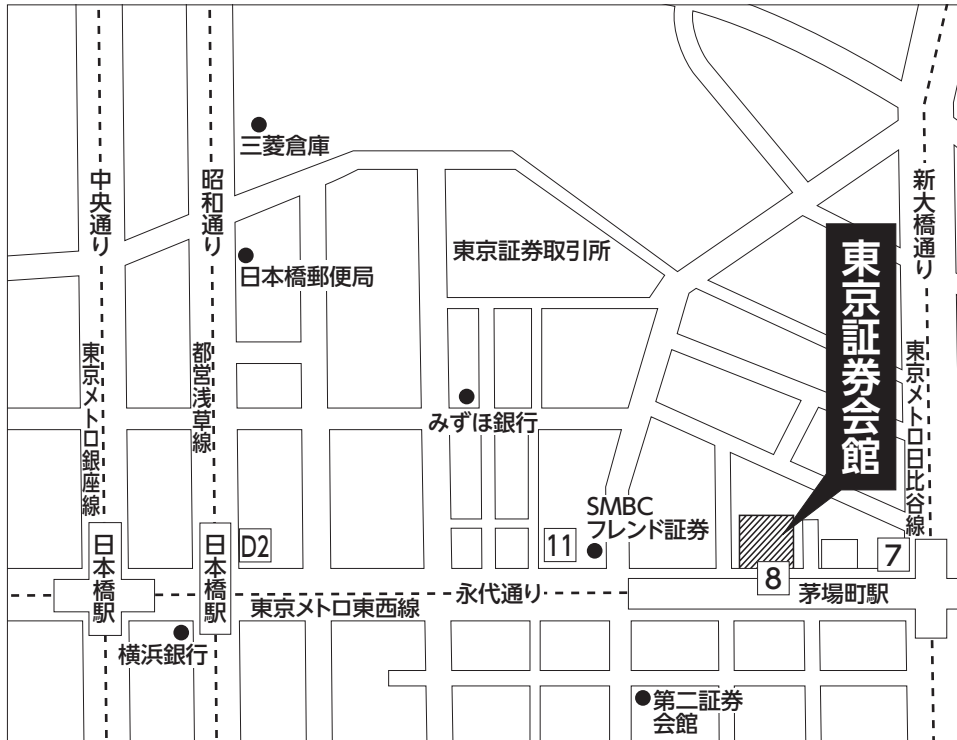 三菱倉庫
中央通り
昭和通り
新大橋通り
東京証券取引所
東京証券会館
日本橋郵便局
東京メトロ銀座線
都営浅草線
東京メトロ日比谷線
みずほ銀行
SMBC
フレンド証券
日本橋駅
日本橋駅
D2
11
7
8
永代通り
茅場町駅
東京メトロ東西線
横浜銀行
第二証券
会館